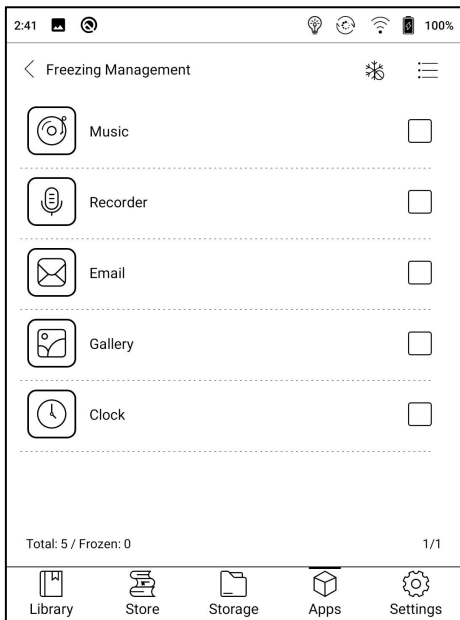 2:41 100%
Freezing Management
Music
Recorder
Email
Gallery
Clock
Total: 5 / Frozen: 0 1/1
Library Store Storage Apps Settings